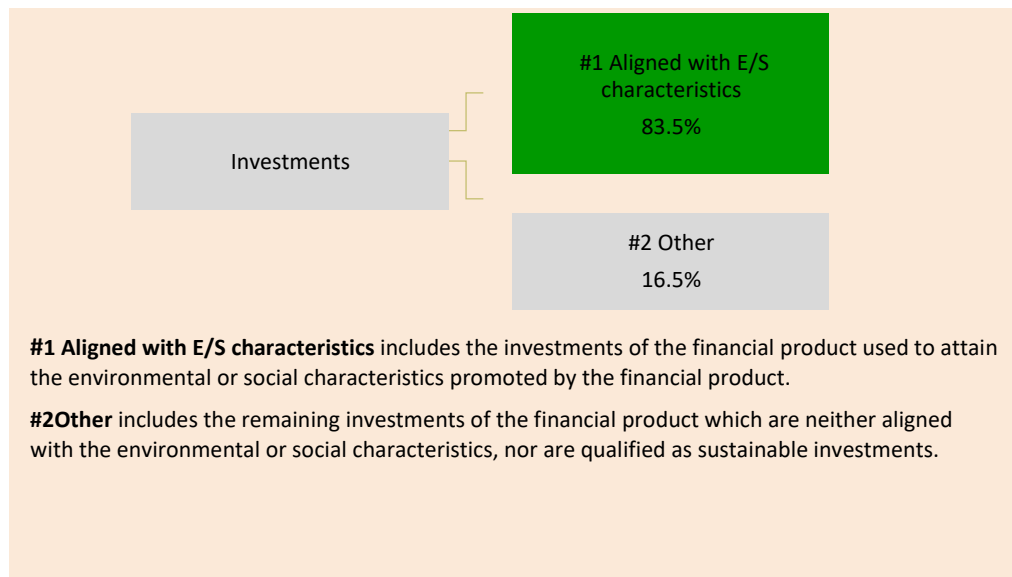 #1 Aligned with E/S
characteristics
83.5%
Investments
#2 Other
16.5%
#1 Aligned with E/S characteristics includes the investments of the financial product used to attain
the environmental or social characteristics promoted by the financial product.
#2Other includes the remaining investments of the financial product which are neither aligned
with the environmental or social characteristics, nor are qualified as sustainable investments.